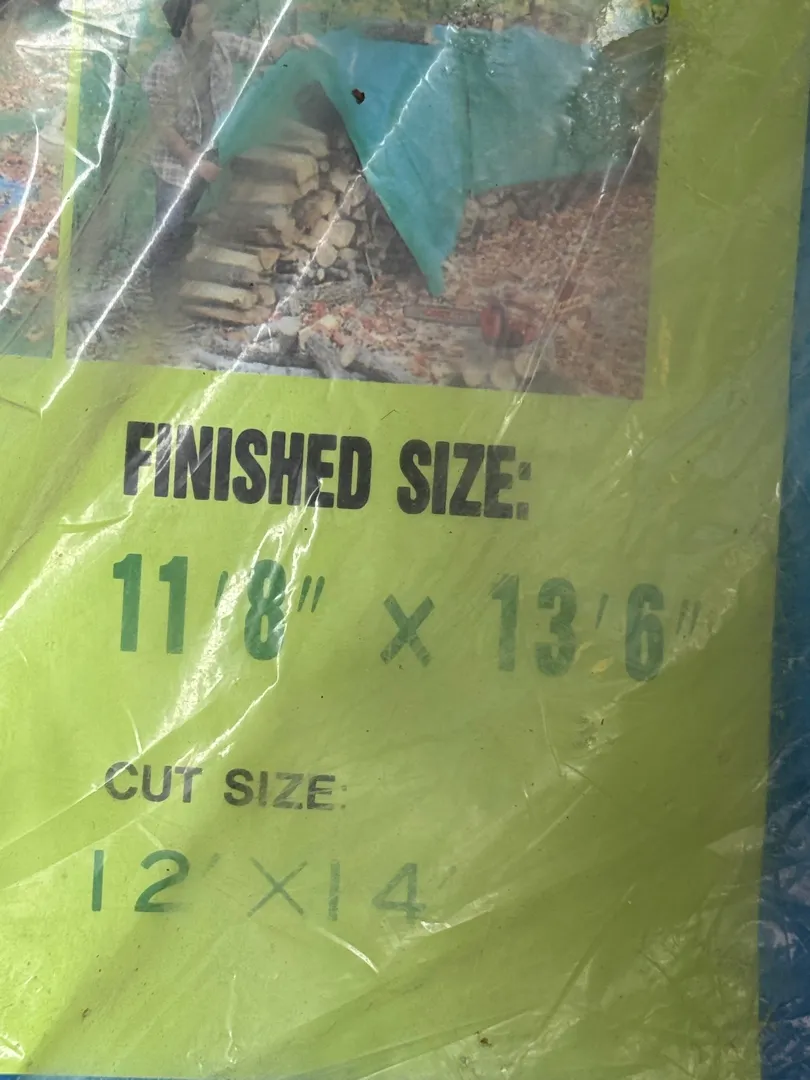 FINISHED SIZE:
11'8" x 13'6"
CUT SIZE:
12' X 14'